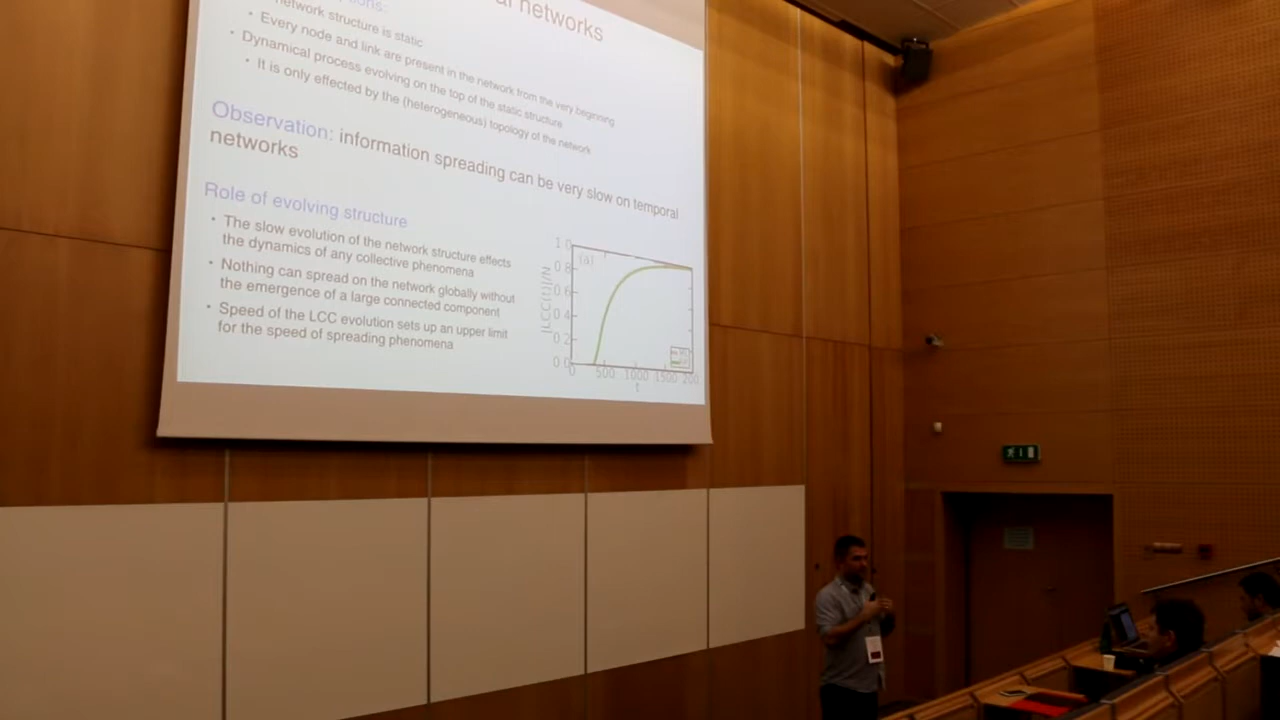 networks
network structure is static
• Every node and link are present in the network from the very beginning
• Dynamical process evolving on the top of the static structure
• It is only effected by the (heterogeneous) topology of the network
Observation: information spreading can be very slow on temporal
networks
Role of evolving structure
• The slow evolution of the network structure effects
the dynamics of any collective phenomena
• Nothing can spread on the network globally without
the emergence of a large connected component
• Speed of the LCC evolution sets up an upper limit
for the speed of spreading phenomena
(a)
|LCC(t)|/N
1 0
0 8
0 6
0 4
0 2
0 0
0 500 1000 1500 200
t